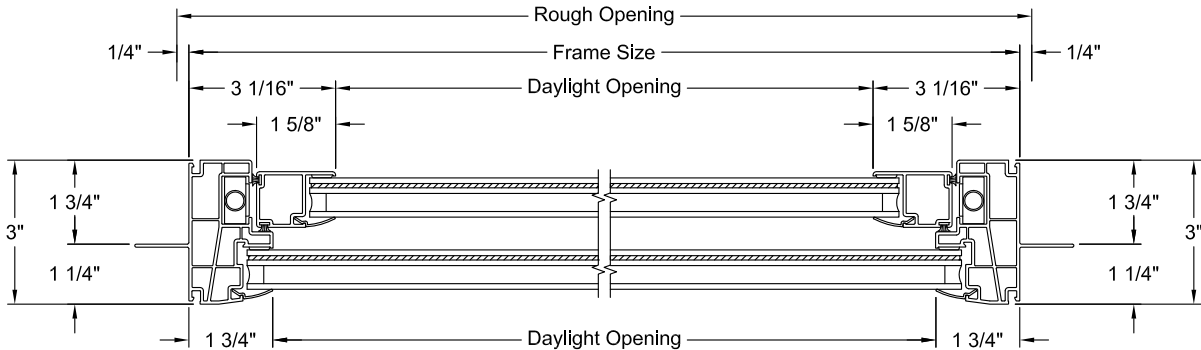 Rough Opening
1/4" Frame Size 1/4"
3 1/16" Daylight Opening 3 1/16"
1 5/8" 1 5/8"
1 3/4" 1 3/4"
3" 3"
1 1/4" 1 1/4"
1 3/4" Daylight Opening 1 3/4"